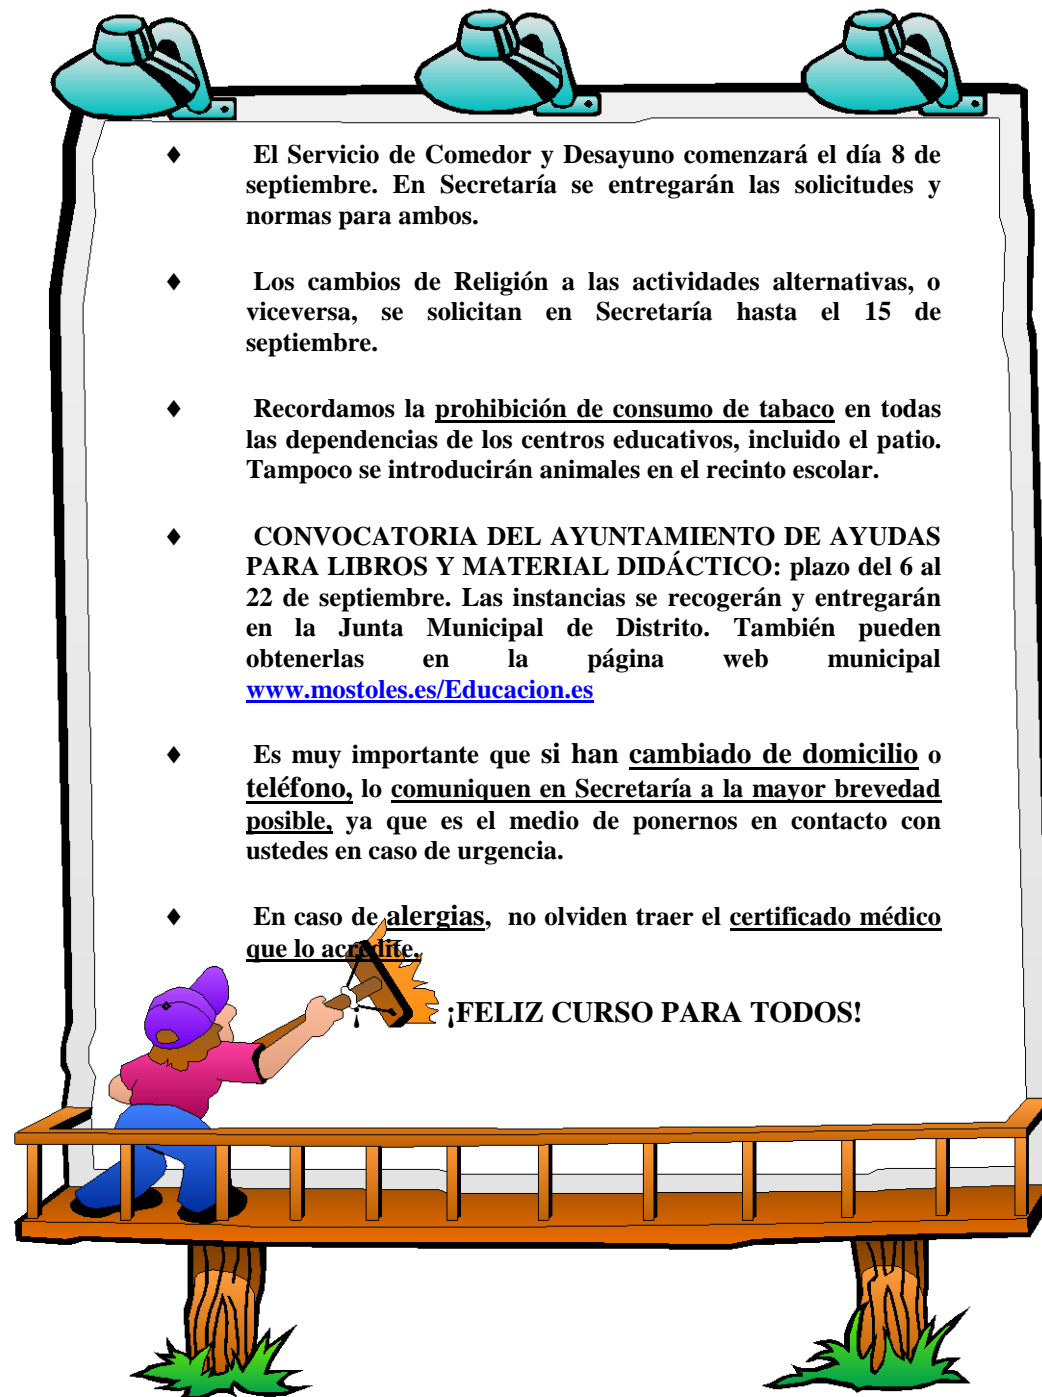 ♦ El Servicio de Comedor y Desayuno comenzará el día 8 de
septiembre. En Secretaría se entregarán las solicitudes y
normas para ambos.
♦ Los cambios de Religión a las actividades alternativas, o
viceversa, se solicitan en Secretaría hasta el 15 de
septiembre.
♦ Recordamos la prohibición de consumo de tabaco en todas
las dependencias de los centros educativos, incluido el patio.
Tampoco se introducirán animales en el recinto escolar.
♦ CONVOCATORIA DEL AYUNTAMIENTO DE AYUDAS
PARA LIBROS Y MATERIAL DIDÁCTICO: plazo del 6 al
22 de septiembre. Las instancias se recogerán y entregarán
en la Junta Municipal de Distrito. También pueden
obtenerlas en la página web municipal
www.mostoles.es/Educacion.es
♦ Es muy importante que si han cambiado de domicilio o
teléfono, lo comuniquen en Secretaría a la mayor brevedad
posible, ya que es el medio de ponernos en contacto con
ustedes en caso de urgencia.
♦ En caso de alergias, no olviden traer el certificado médico
que lo acredite.
¡FELIZ CURSO PARA TODOS!